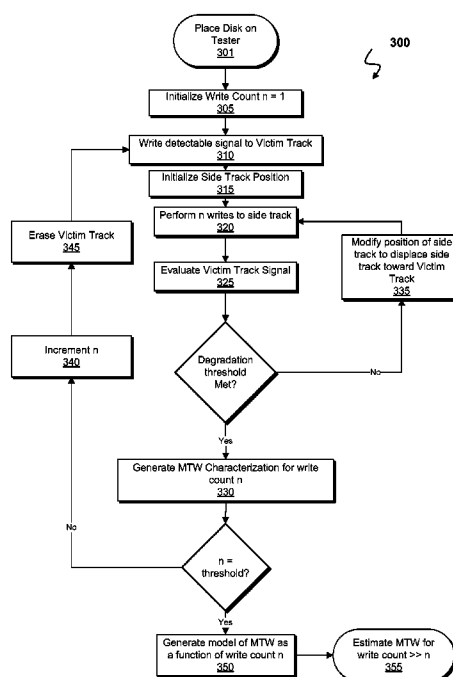 Place Disk on
Tester
301
300
Initialize Write Count n = 1
305
Write detectable signal to Victim Track
310
Initialize Side Track Position
315
Perform n writes to side track
320
Erase Victim Track
345
Modify position of side
track to displace side
track toward Victim
Track
335
Evaluate Victim Track Signal
325
Increment n
340
Degradation
threshold
Met?
No
Yes
Generate MTW Characterization for write
count n
330
No
n =
threshold?
Yes
Generate model of MTW as
a function of write count n
350
Estimate MTW for
write count >> n
355